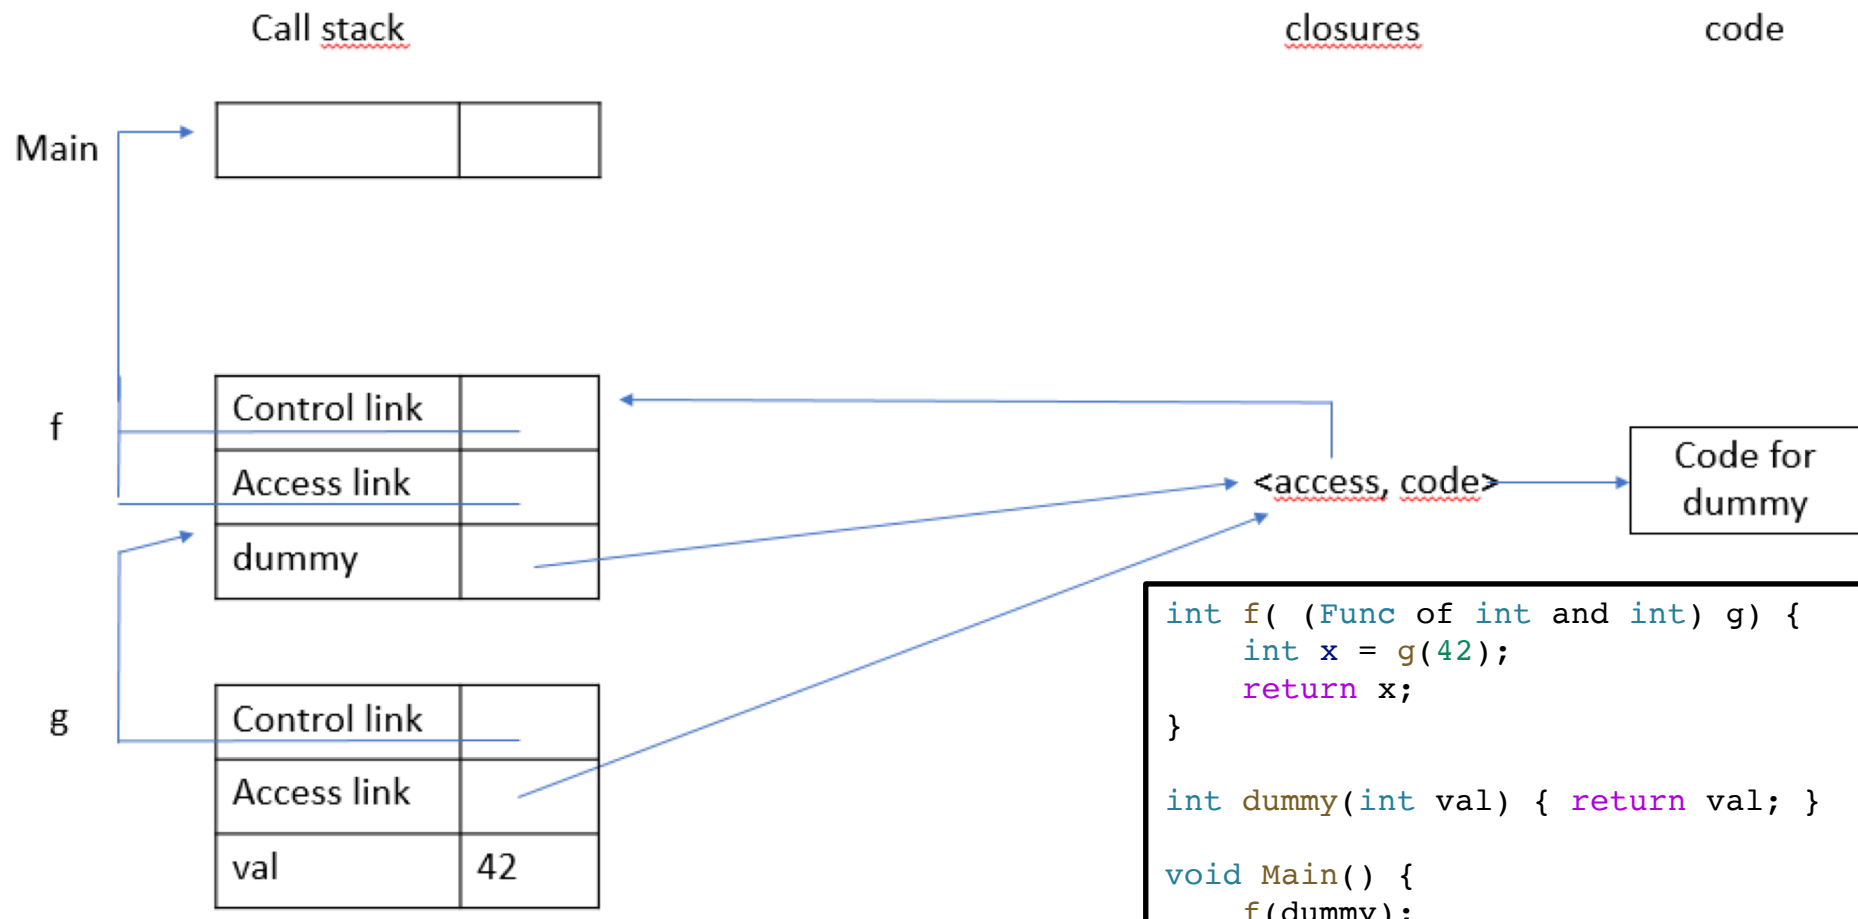 Call stack
closures
code
Main
f
Control link
Access link
dummy
<access, code>
Code for
dummy
g
Control link
Access link
val 42
int f( (Func of int and int) g) {
    int x = g(42);
    return x;
}
int dummy(int val) { return val; }
void Main() {
    f(dummy);